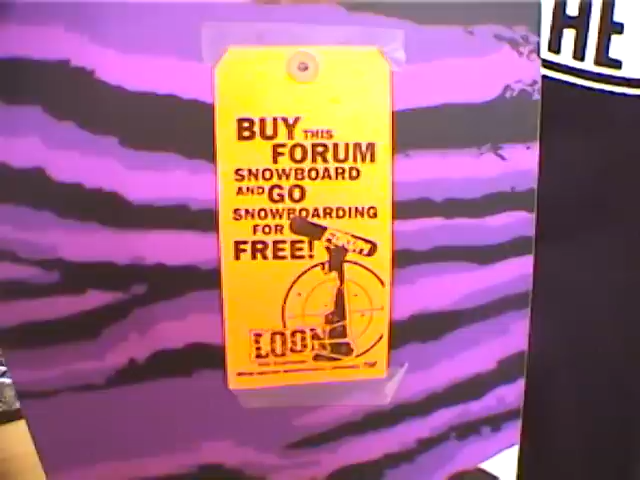 HE
BUY THIS
FORUM
SNOWBOARD
AND GO
SNOWBOARDING
FOR
FREE!
LOON